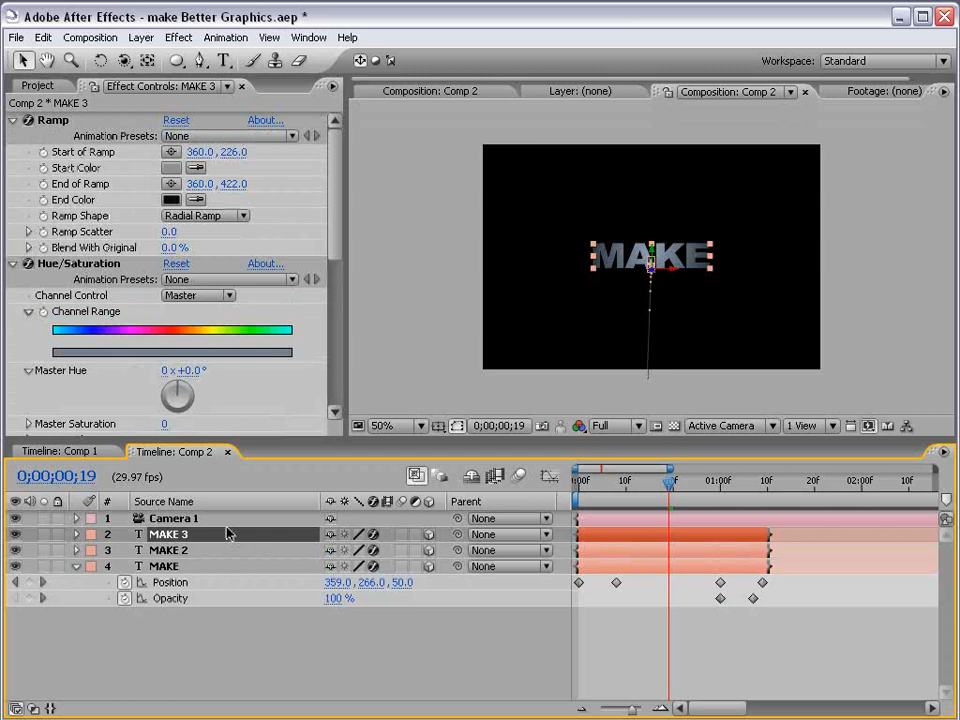 Adobe After Effects - make Better Graphics.aep *
File Edit Composition Layer Effect Animation View Window Help
Workspace: Standard
Project Effect Controls: MAKE 3 Composition: Comp 2 Layer: (none) Composition: Comp 2 Footage: (none)
Comp 2 * MAKE 3
Ramp Reset About...
Animation Presets: None
Start of Ramp 360.0, 226.0
Start Color
End of Ramp 360.0, 422.0
End Color
Ramp Shape Radial Ramp
Ramp Scatter 0.0
Blend With Original 0.0 %
Hue/Saturation Reset About...
Animation Presets: None
Channel Control: Master
Channel Range
Master Hue 0 x +0.0°
Master Saturation 0
MAKE
50% 0;00;00;19 Full Active Camera 1 View
Timeline: Comp 1 Timeline: Comp 2
0;00;00;19 (29.97 fps)
:00F 10F F 01:00F 10F 20F 02:00F 10F
# Source Name Parent
1 Camera 1 None
2 T MAKE 3 None
3 T MAKE 2 None
4 T MAKE None
Position 359.0, 266.0, 50.0
Opacity 100 %